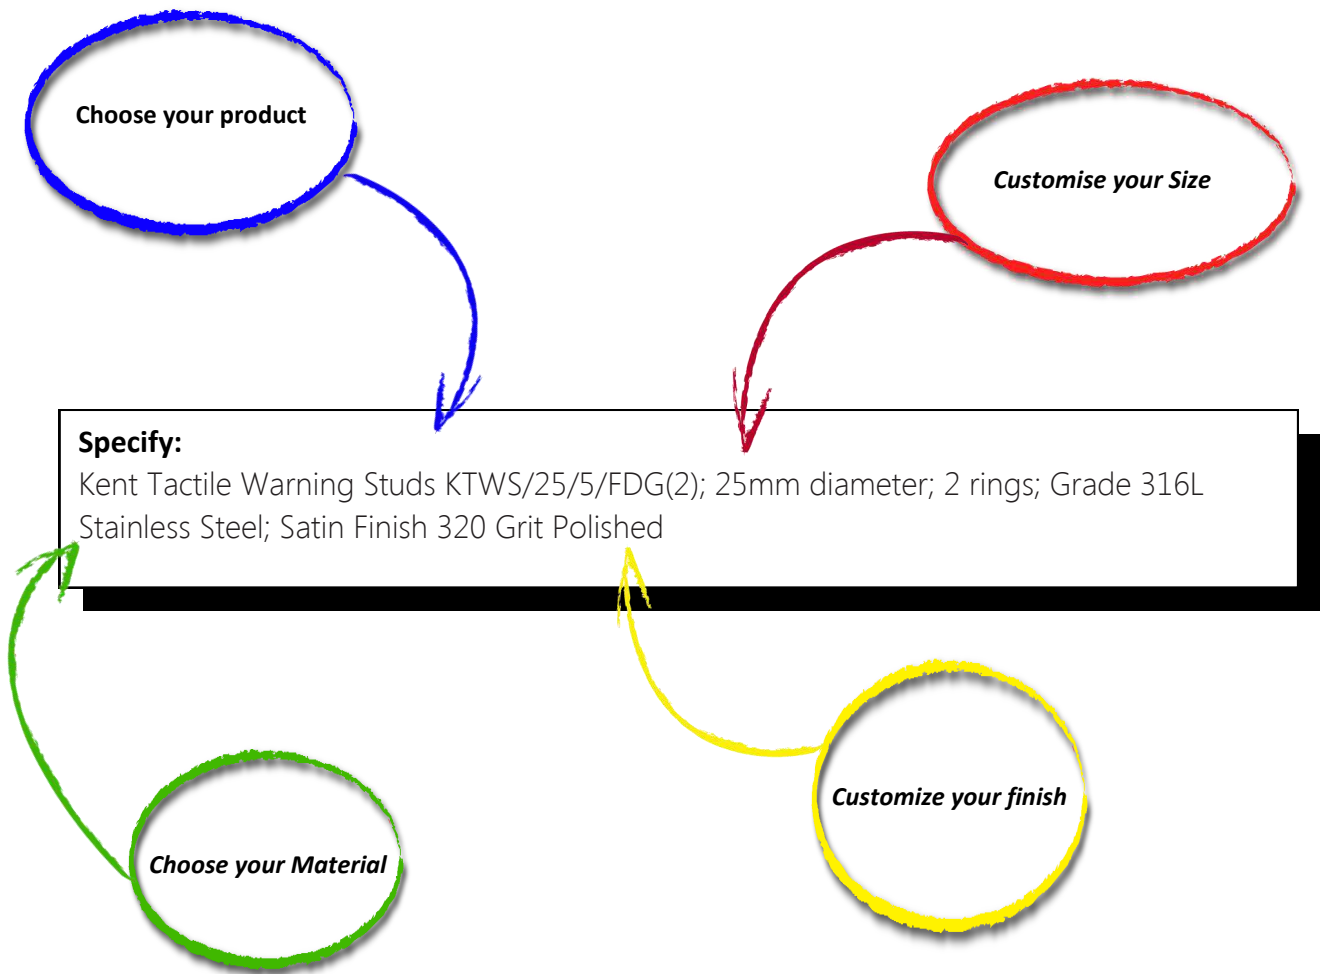 Choose your product
Customise your Size
Specify:
Kent Tactile Warning Studs KTWS/25/5/FDG(2); 25mm diameter; 2 rings; Grade 316L
Stainless Steel; Satin Finish 320 Grit Polished
Customize your finish
Choose your Material